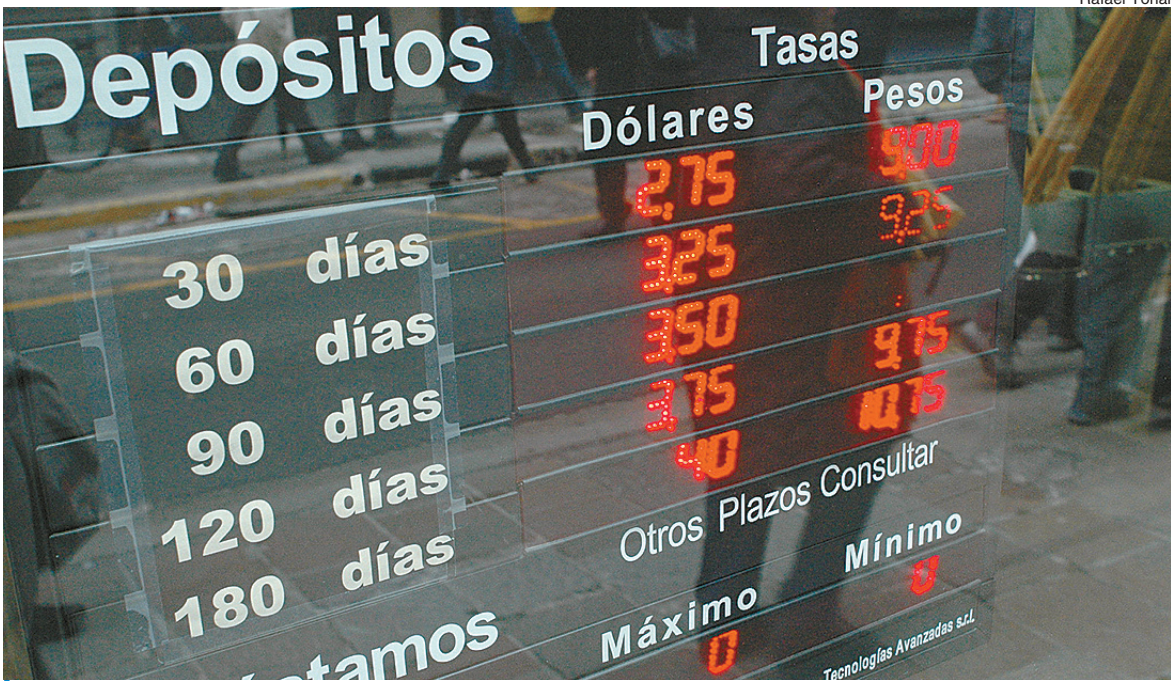 Depósitos Tasas
Dólares Pesos
30 días 2.75 9.00
60 días 3.25 9.25
90 días 3.50
120 días 3.75 9.75
180 días 40 10.75
Otros Plazos Consultar
tamos Máximo Mínimo
0 0
Tecnologías Avanzadas s.r.l.